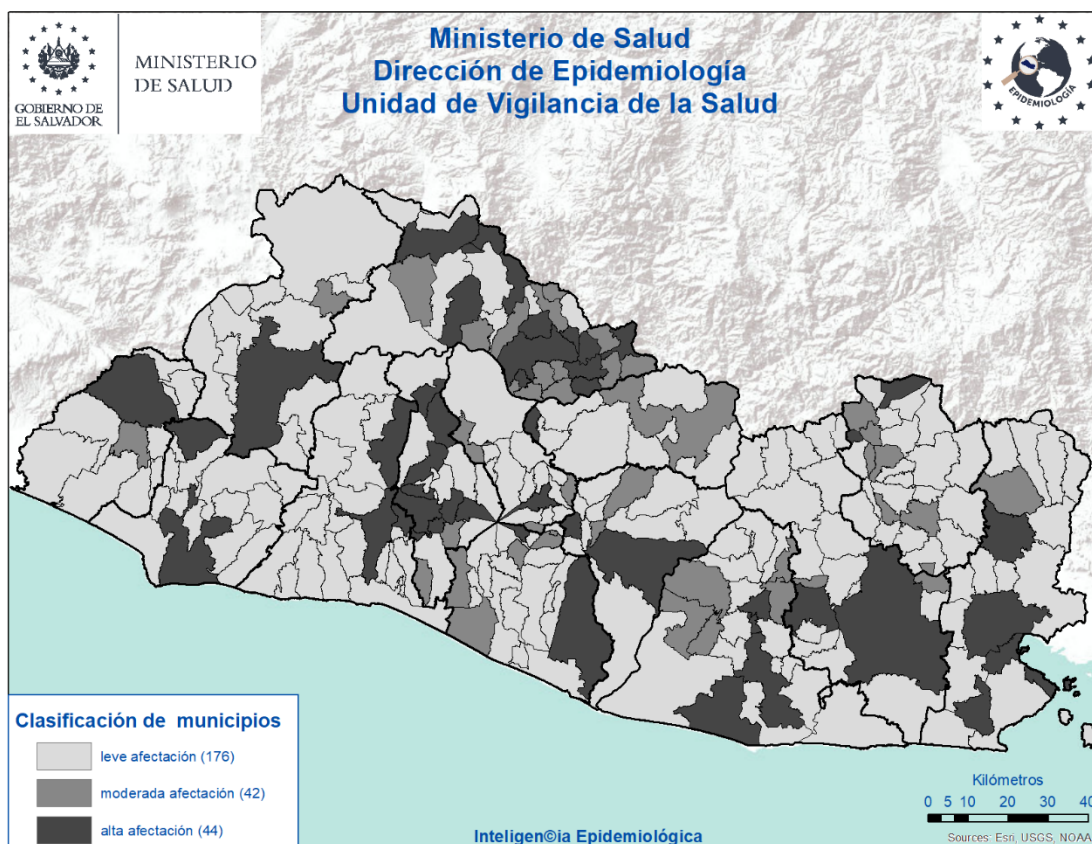 Ministerio de Salud
Dirección de Epidemiología
Unidad de Vigilancia de la Salud
GOBIERNO DE
EL SALVADOR
MINISTERIO
DE SALUD
EPIDEMIOLOGÍA
Clasificación de municipios
leve afectación (176)
moderada afectación (42)
alta afectación (44)
Inteligen©ia Epidemiológica
Kilómetros
0 5 10 20 30 40
Sources: Esri, USGS, NOAA